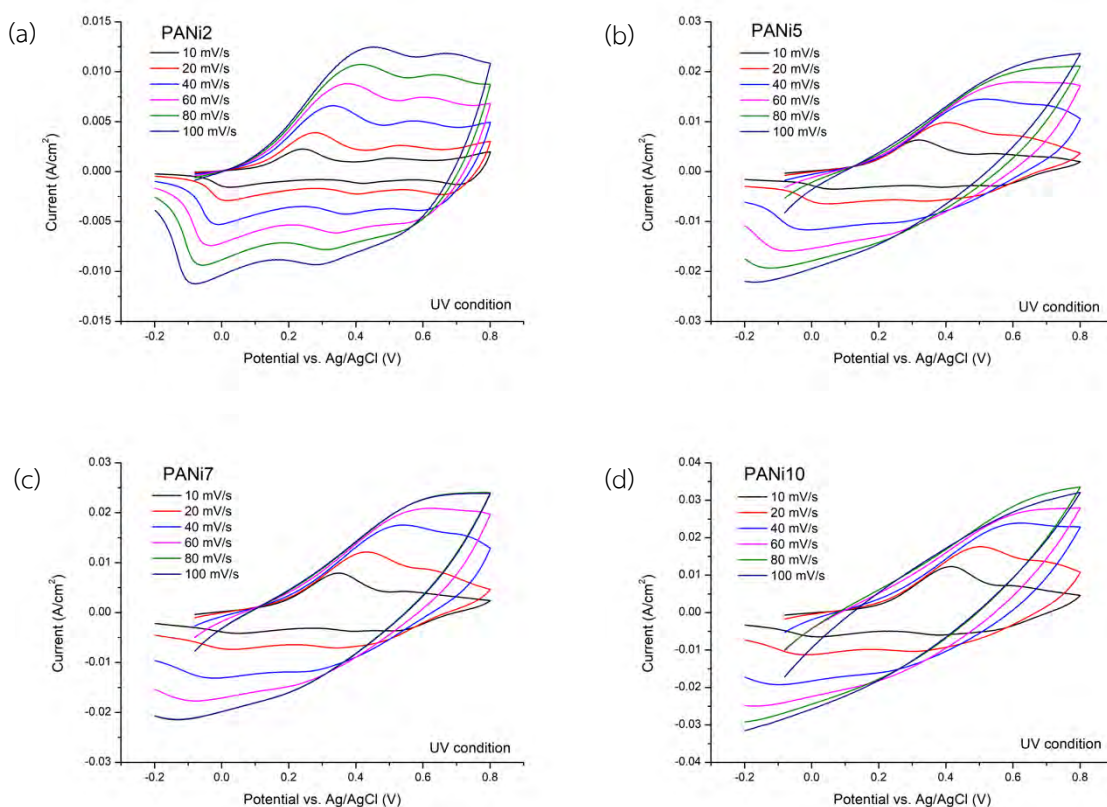 (a)
PANi2
10 mV/s
20 mV/s
40 mV/s
60 mV/s
80 mV/s
100 mV/s
0.015
0.010
0.005
0.000
-0.005
-0.010
-0.015
Current (A/cm²)
UV condition
-0.2 0.0 0.2 0.4 0.6 0.8
Potential vs. Ag/AgCl (V)
(b)
PANi5
10 mV/s
20 mV/s
40 mV/s
60 mV/s
80 mV/s
100 mV/s
0.03
0.02
0.01
0.00
-0.01
-0.02
-0.03
Current (A/cm²)
UV condition
-0.2 0.0 0.2 0.4 0.6 0.8
Potential vs. Ag/AgCl (V)
(c)
PANi7
10 mV/s
20 mV/s
40 mV/s
60 mV/s
80 mV/s
100 mV/s
0.03
0.02
0.01
0.00
-0.01
-0.02
-0.03
Current (A/cm²)
UV condition
-0.2 0.0 0.2 0.4 0.6 0.8
Potential vs. Ag/AgCl (V)
(d)
PANi10
10 mV/s
20 mV/s
40 mV/s
60 mV/s
80 mV/s
100 mV/s
0.04
0.03
0.02
0.01
0.00
-0.01
-0.02
-0.03
-0.04
Current (A/cm²)
UV condition
-0.2 0.0 0.2 0.4 0.6 0.8
Potential vs. Ag/AgCl (V)